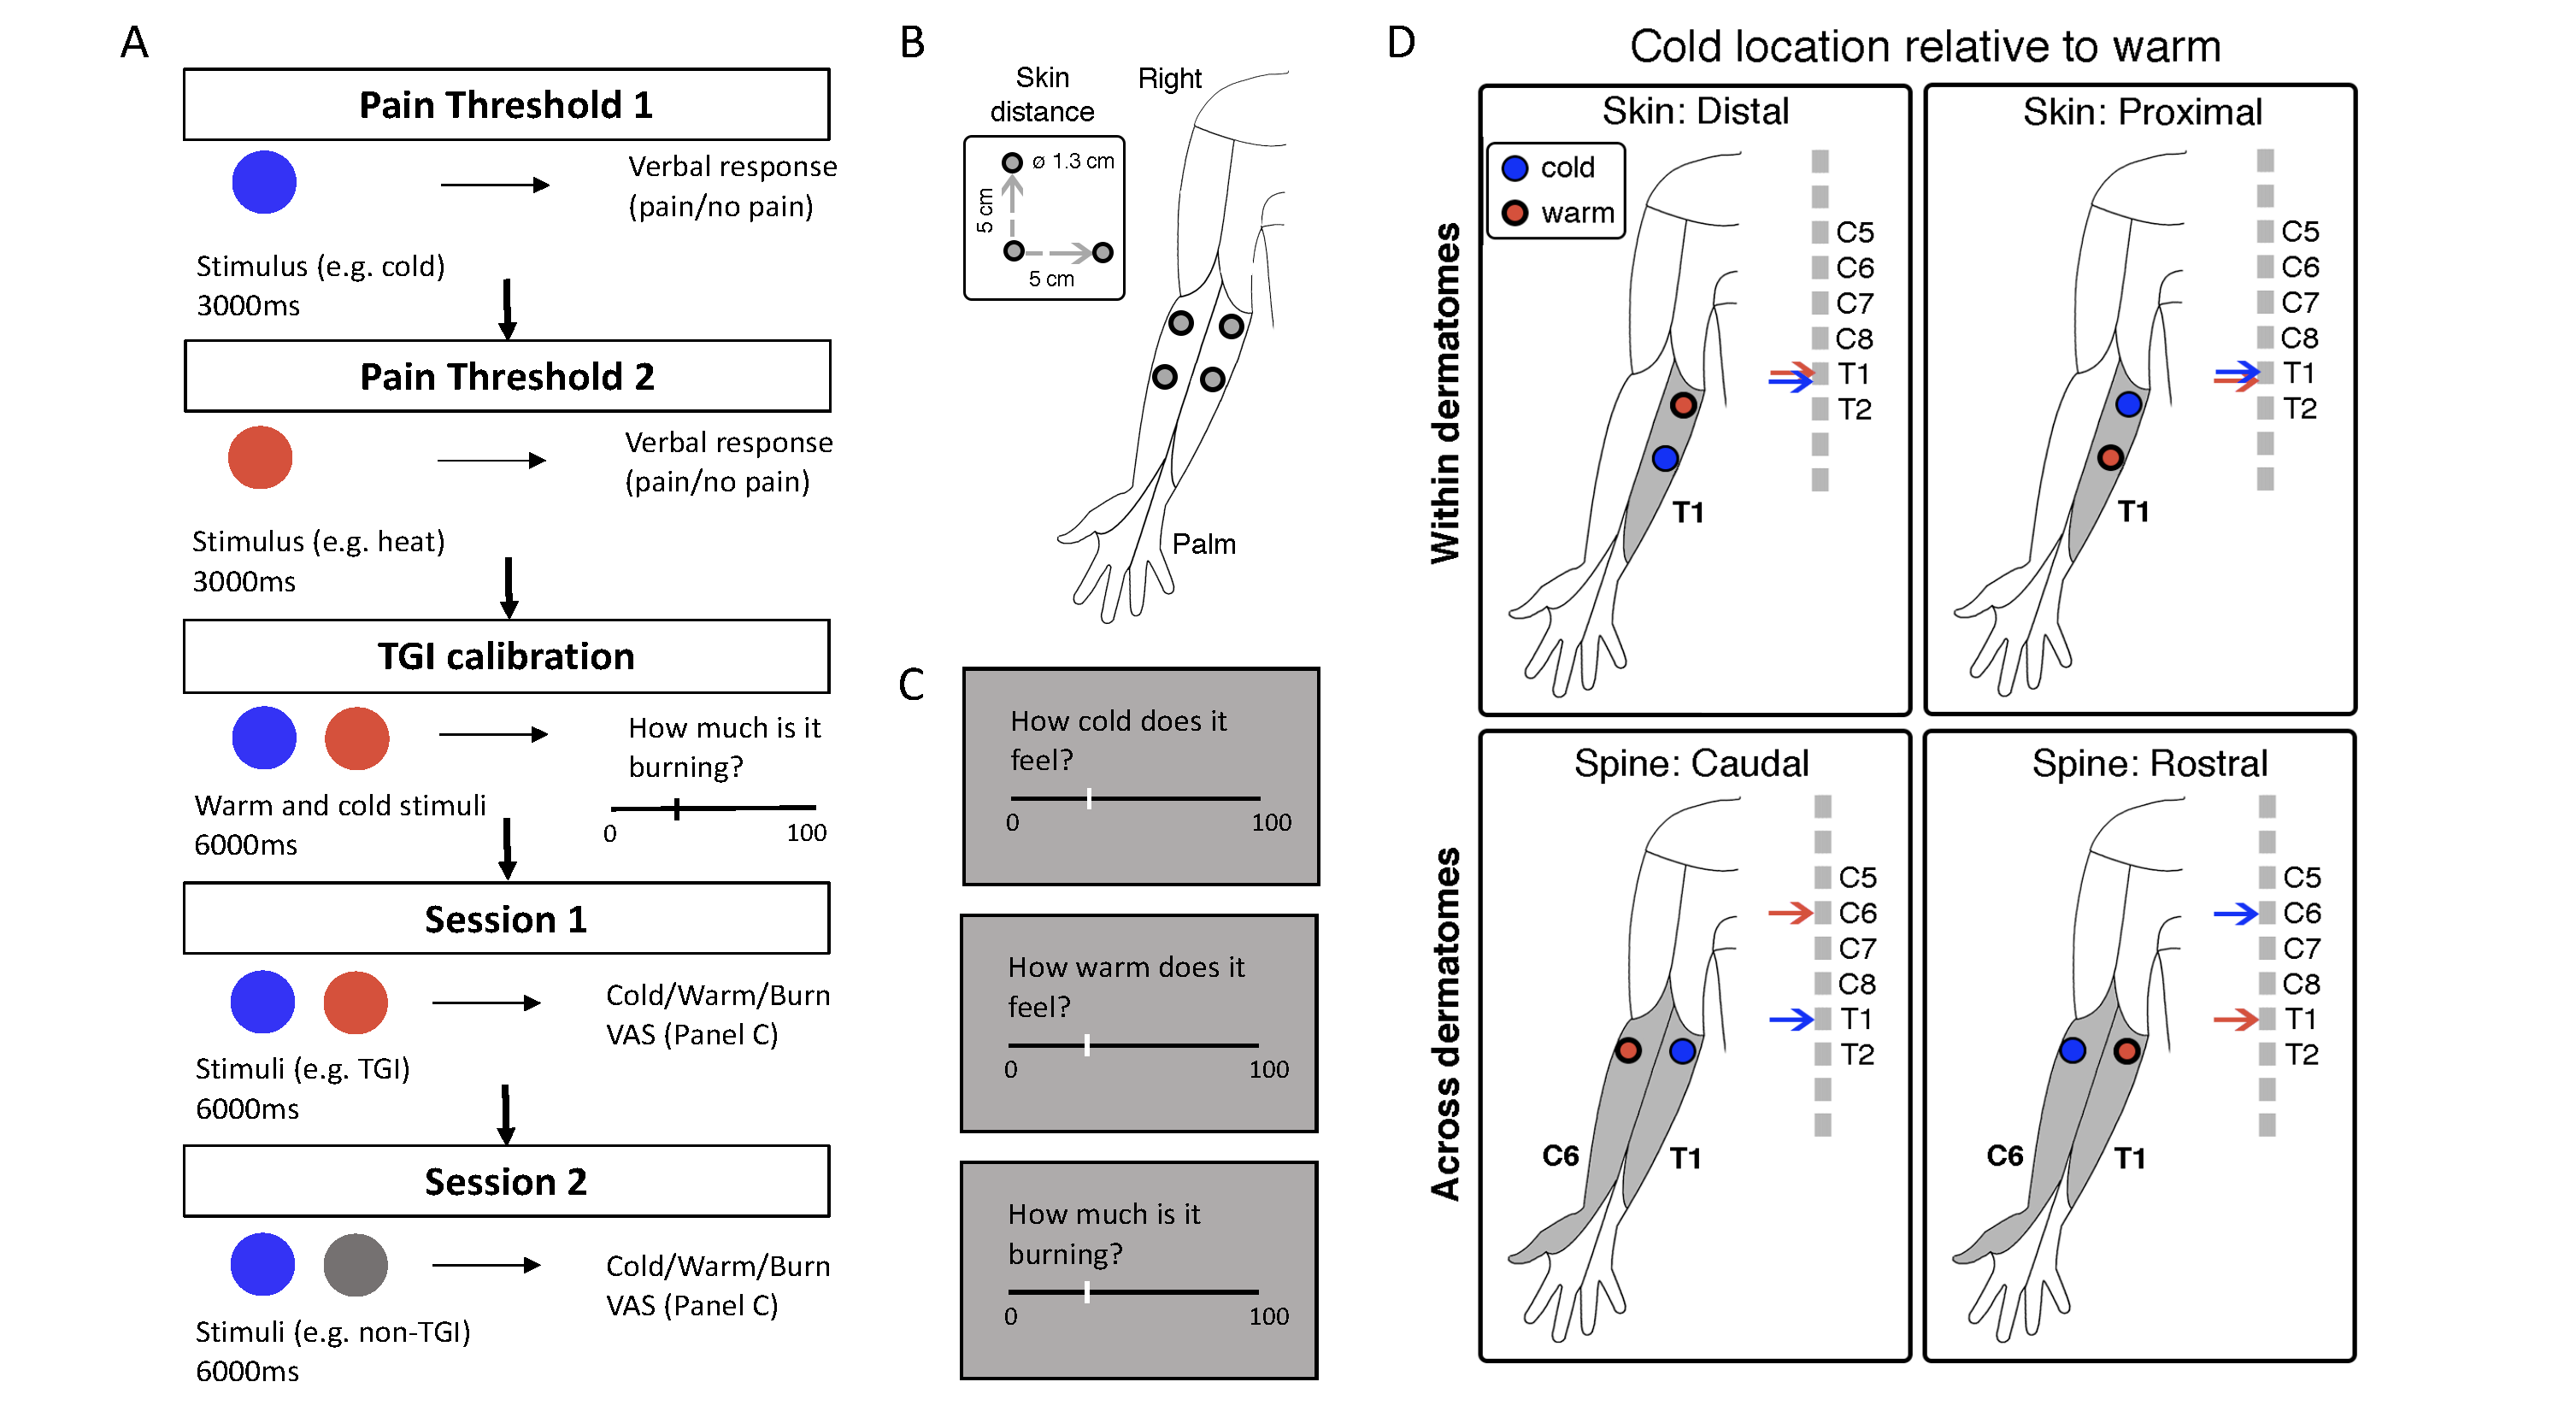 A
Pain Threshold 1
Verbal response
(pain/no pain)
Stimulus (e.g. cold)
3000ms
Pain Threshold 2
Verbal response
(pain/no pain)
Stimulus (e.g. heat)
3000ms
TGI calibration
How much is it
burning?
0 100
Warm and cold stimuli
6000ms
Session 1
Cold/Warm/Burn
VAS (Panel C)
Stimuli (e.g. TGI)
6000ms
Session 2
Cold/Warm/Burn
VAS (Panel C)
Stimuli (e.g. non-TGI)
6000ms
B
Skin
distance
Right
ø 1.3 cm
5 cm
5 cm
Palm
C
How cold does it
feel?
0 100
How warm does it
feel?
0 100
How much is it
burning?
0 100
D
Cold location relative to warm
Within dermatomes
Skin: Distal
cold
warm
C5
C6
C7
C8
T1
T2
T1
Skin: Proximal
C5
C6
C7
C8
T1
T2
T1
Across dermatomes
Spine: Caudal
C5
C6
C7
C8
T1
T2
C6 T1
Spine: Rostral
C5
C6
C7
C8
T1
T2
C6 T1